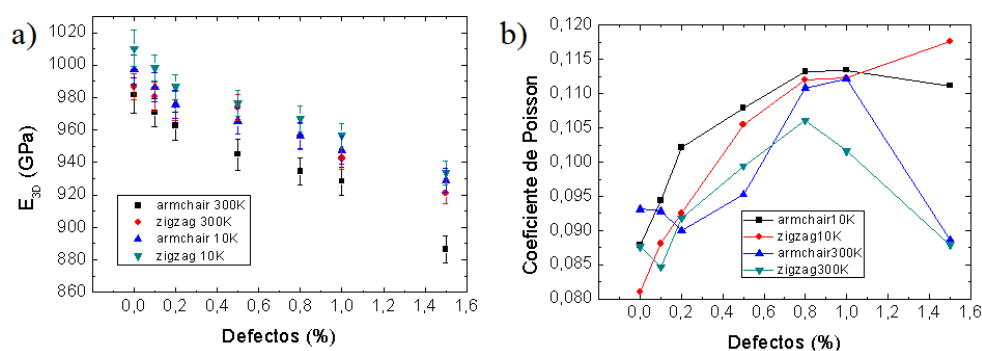 a)
1020
1000
980
960
940
920
900
880
860
E3D (GPa)
armchair 300K
zigzag 300K
armchair 10K
zigzag 10K
0,0 0,2 0,4 0,6 0,8 1,0 1,2 1,4 1,6
Defectos (%)
b)
0,120
0,115
0,110
0,105
0,100
0,095
0,090
0,085
0,080
Coeficiente de Poisson
armchair10K
zigzag10K
armchair300K
zigzag300K
0,0 0,2 0,4 0,6 0,8 1,0 1,2 1,4 1,6
Defectos (%)